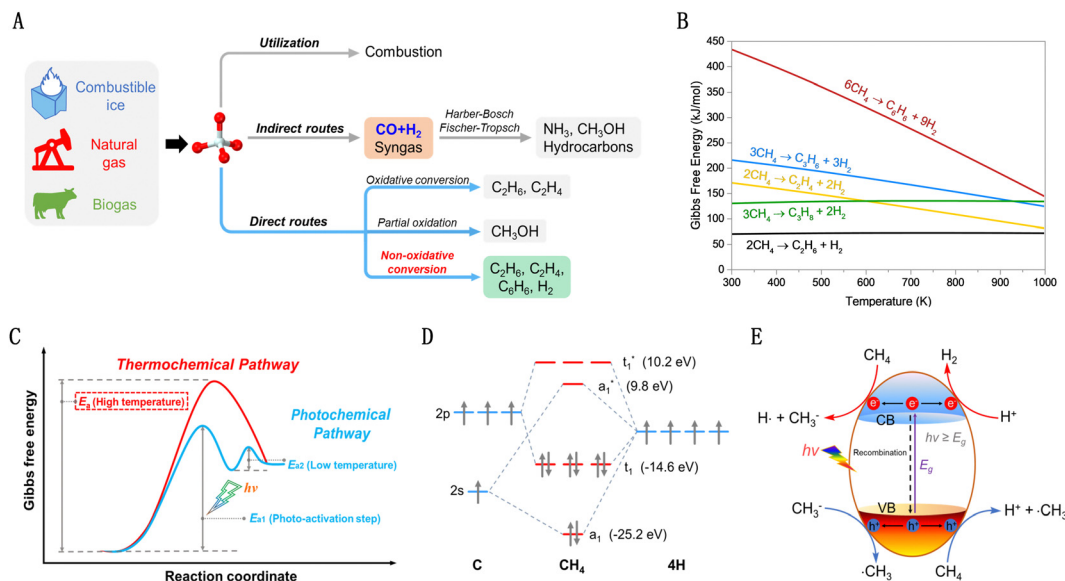 A
Combustible
ice
Natural
gas
Biogas
Utilization
Combustion
Indirect routes
CO+H₂
Syngas
Harber-Bosch
Fischer-Tropsch
NH₃, CH₃OH
Hydrocarbons
Direct routes
Oxidative conversion
C₂H₆, C₂H₄
Partial oxidation
CH₃OH
Non-oxidative
conversion
C₂H₆, C₂H₄,
C₆H₆, H₂
B
Gibbs Free Energy (kJ/mol)
450
400
350
300
250
200
150
100
50
0
6CH₄→ C₆H₆ + 9H₂
3CH₄→ C₃H₆ + 3H₂
2CH₄→ C₂H₄ + 2H₂
3CH₄→ C₃H₈ + 2H₂
2CH₄→ C₂H₆ + H₂
300 400 500 600 700 800 900 1000
Temperature (K)
C
Gibbs free energy
Thermochemical Pathway
Eₐ (High temperature)
Photochemical
Pathway
Eₐ₂ (Low temperature)
hν
Eₐ₁ (Photo-activation step)
Reaction coordinate
D
t₁* (10.2 eV)
a₁* (9.8 eV)
2p
t₁ (-14.6 eV)
2s
a₁ (-25.2 eV)
C CH₄ 4H
E
CH₄ H₂
e⁻ e⁻ e⁻
H· + CH₃⁻ CB H⁺
hν ≥ E_g
hν
Recombination
E_g
CH₃⁻ VB H⁺ + ·CH₃
h⁺ h⁺ h⁺
·CH₃ CH₄